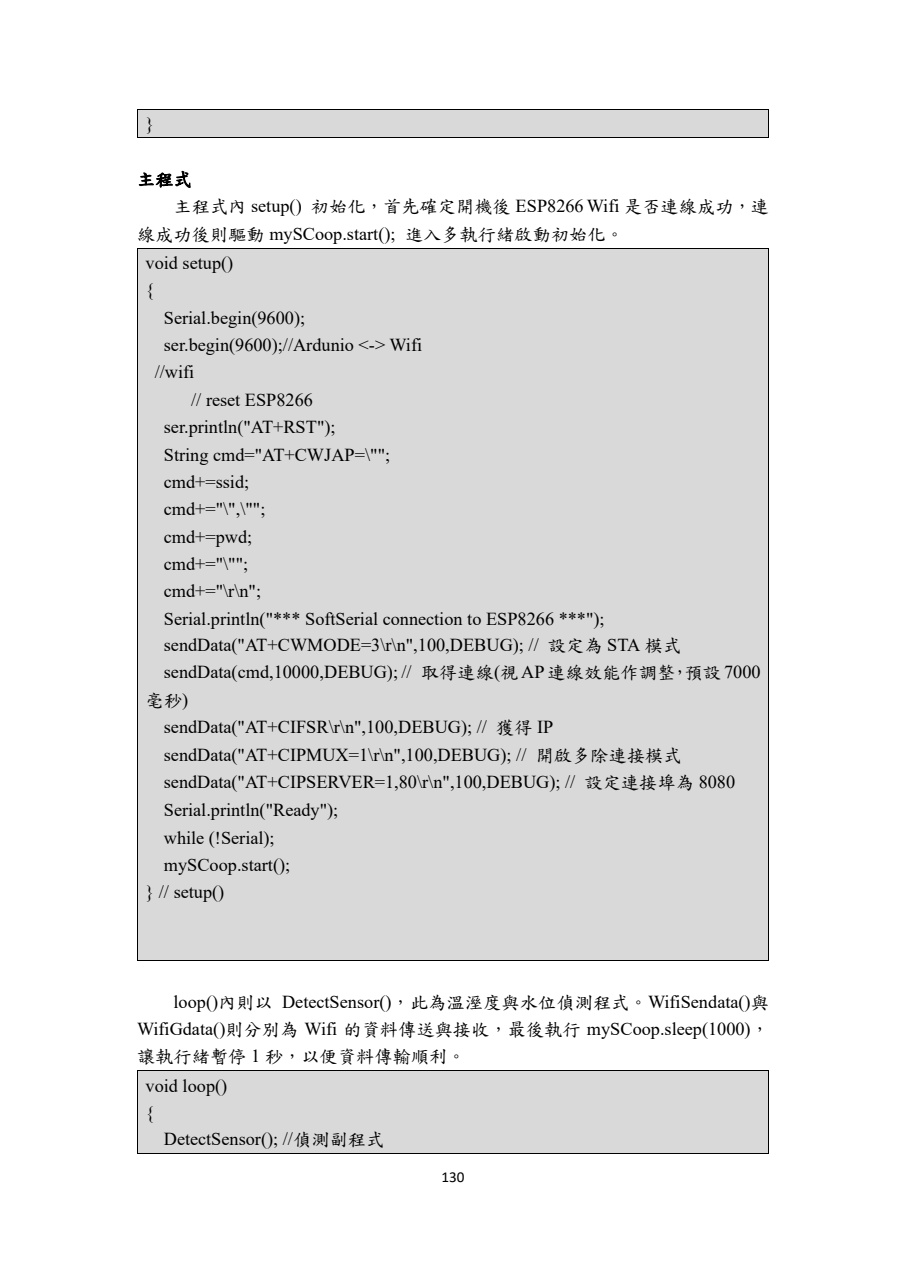 }
主程式
主程式內 setup() 初始化，首先確定開機後 ESP8266 Wifi 是否連線成功，連
線成功後則驅動 mySCoop.start(); 進入多執行緒啟動初始化。
void setup()
{
Serial.begin(9600);
ser.begin(9600);//Ardunio <-> Wifi
//wifi
// reset ESP8266
ser.println("AT+RST");
String cmd="AT+CWJAP=\"";
cmd+=ssid;
cmd+="\",\"";
cmd+=pwd;
cmd+="\"";
cmd+="\r\n";
Serial.println("*** SoftSerial connection to ESP8266 ***");
sendData("AT+CWMODE=3\r\n",100,DEBUG); // 設定為 STA 模式
sendData(cmd,10000,DEBUG); // 取得連線(視 AP 連線效能作調整，預設 7000
毫秒)
sendData("AT+CIFSR\r\n",100,DEBUG); // 獲得 IP
sendData("AT+CIPMUX=1\r\n",100,DEBUG); // 開啟多除連接模式
sendData("AT+CIPSERVER=1,80\r\n",100,DEBUG); // 設定連接埠為 8080
Serial.println("Ready");
while (!Serial);
mySCoop.start();
} // setup()
loop()內則以 DetectSensor()，此為溫溼度與水位偵測程式。WifiSendata()與
WifiGdata()則分別為 Wifi 的資料傳送與接收，最後執行 mySCoop.sleep(1000)，
讓執行緒暫停 1 秒，以便資料傳輸順利。
void loop()
{
DetectSensor(); //偵測副程式
130